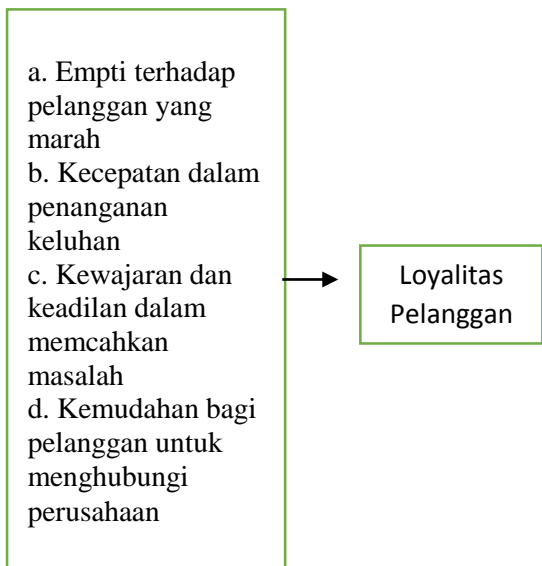 a. Empti terhadap
pelanggan yang
marah
b. Kecepatan dalam
penanganan
keluhan
c. Kewajaran dan
keadilan dalam
memcahkan
masalah
d. Kemudahan bagi
pelanggan untuk
menghubungi
perusahaan
Loyalitas
Pelanggan